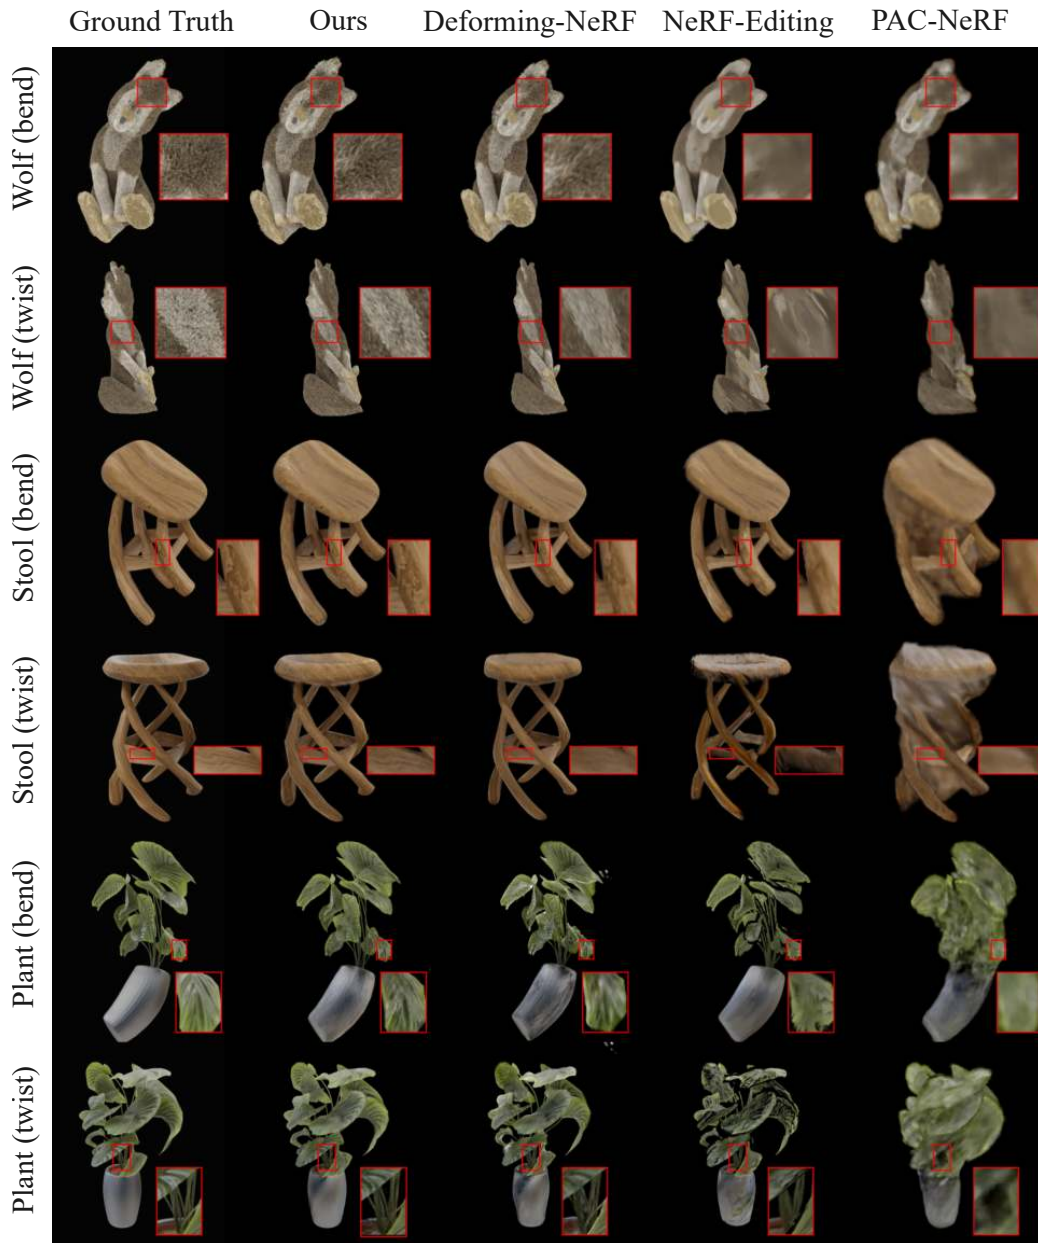 Ground Truth Ours Deforming-NeRF NeRF-Editing PAC-NeRF
Wolf (bend)
Wolf (twist)
Stool (bend)
Stool (twist)
Plant (bend)
Plant (twist)